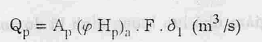 Qₚ = Aₚ (φ Hₚ)ₐ . F . δ₁ (m³/s)